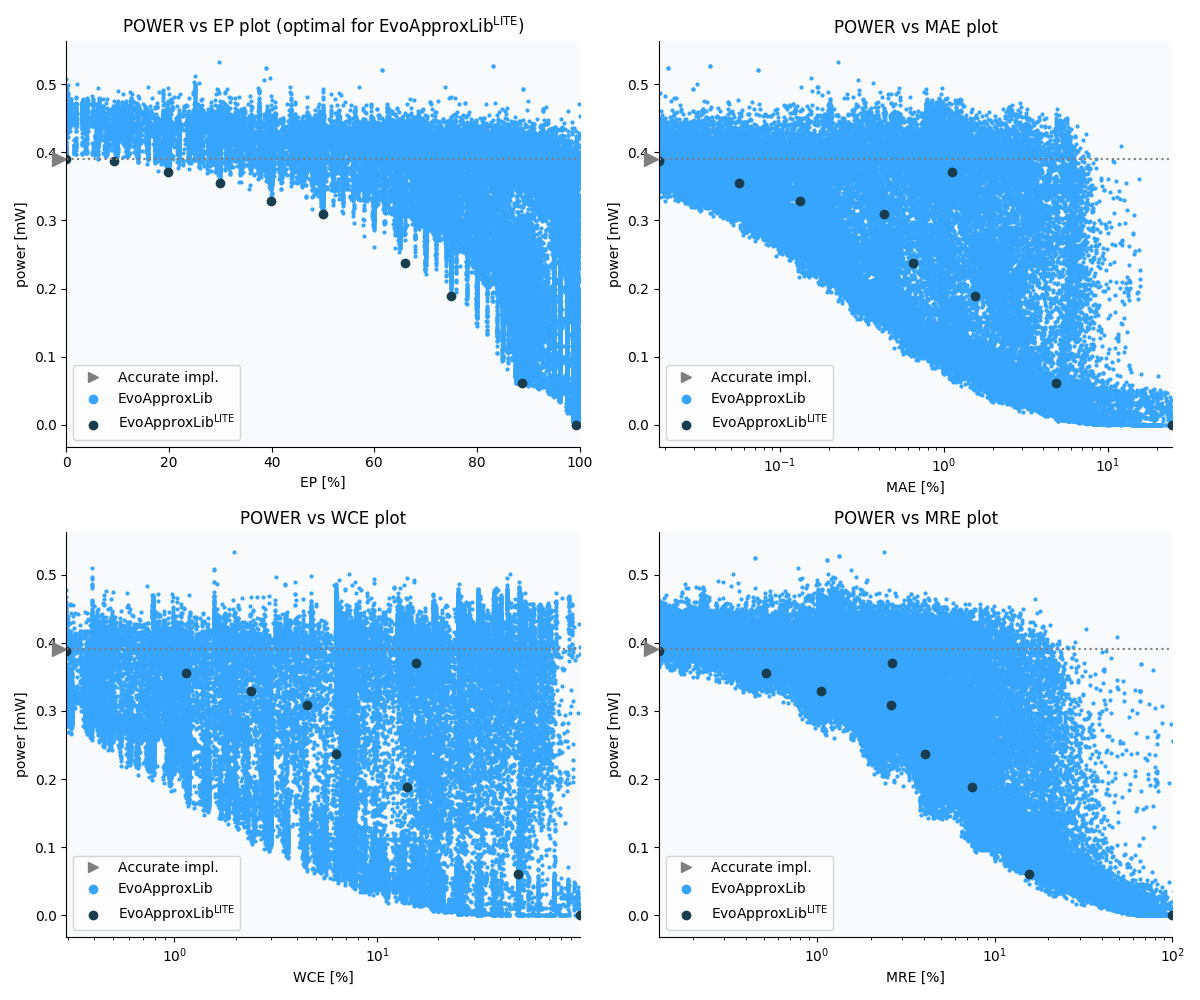 POWER vs EP plot (optimal for EvoApproxLib^LITE)
0.5
0.4
0.3
0.2
0.1
0.0
power [mW]
Accurate impl.
EvoApproxLib
EvoApproxLib^LITE
0 20 40 60 80 100
EP [%]
POWER vs MAE plot
0.5
0.4
0.3
0.2
0.1
0.0
power [mW]
Accurate impl.
EvoApproxLib
EvoApproxLib^LITE
10^-1 10^0 10^1
MAE [%]
POWER vs WCE plot
0.5
0.4
0.3
0.2
0.1
0.0
power [mW]
Accurate impl.
EvoApproxLib
EvoApproxLib^LITE
10^0 10^1
WCE [%]
POWER vs MRE plot
0.5
0.4
0.3
0.2
0.1
0.0
power [mW]
Accurate impl.
EvoApproxLib
EvoApproxLib^LITE
10^0 10^1 10^2
MRE [%]